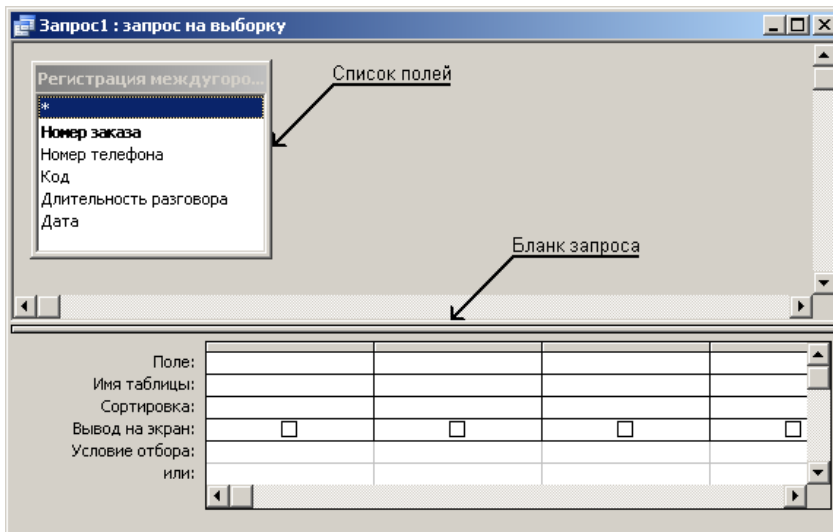 Запрос1 : запрос на выборку
Регистрация междугоро...
Список полей
*
Номер заказа
Номер телефона
Код
Длительность разговора
Дата
Бланк запроса
Поле:
Имя таблицы:
Сортировка:
Вывод на экран:
Условие отбора:
или: